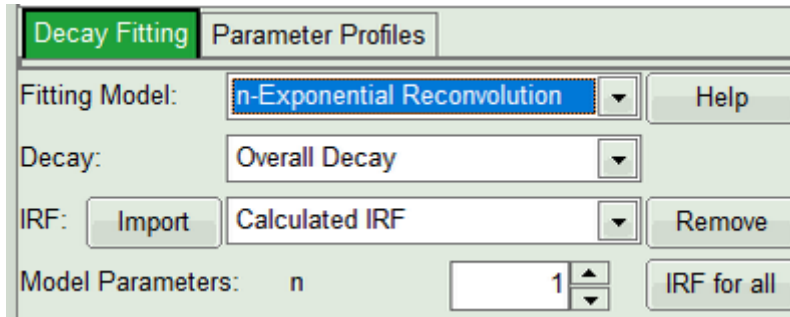 Decay Fitting Parameter Profiles
Fitting Model: n-Exponential Reconvolution Help
Decay: Overall Decay
IRF: Import Calculated IRF Remove
Model Parameters: n 1 IRF for all